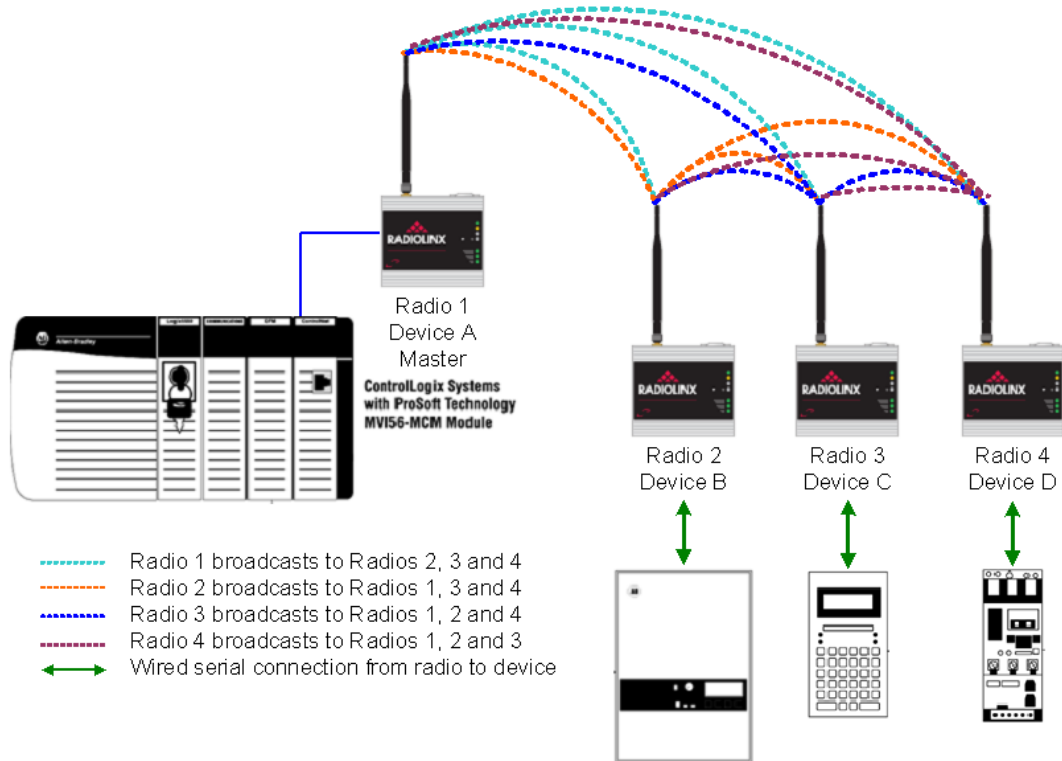 RADIOLINX
Radio 1
Device A
Master
Allen-Bradley
ControlNet
ControlLogix Systems
with ProSoft Technology
MVI56-MCM Module
RADIOLINX
RADIOLINX
RADIOLINX
Radio 2
Device B
Radio 3
Device C
Radio 4
Device D
Radio 1 broadcasts to Radios 2, 3 and 4
Radio 2 broadcasts to Radios 1, 3 and 4
Radio 3 broadcasts to Radios 1, 2 and 4
Radio 4 broadcasts to Radios 1, 2 and 3
Wired serial connection from radio to device